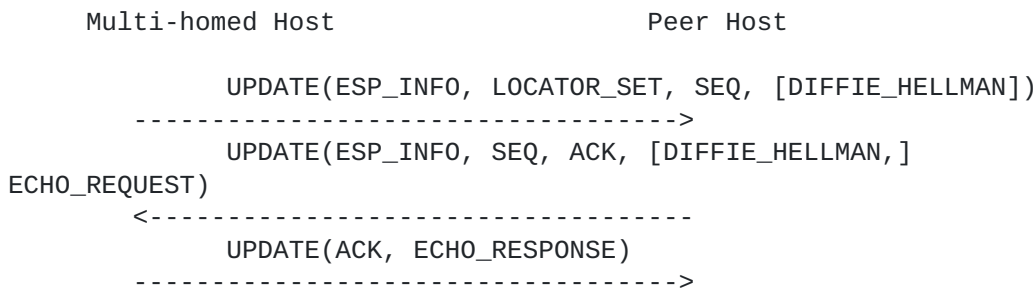 Multi-homed Host                    Peer Host
UPDATE(ESP_INFO, LOCATOR_SET, SEQ, [DIFFIE_HELLMAN])
----------------------------------->
UPDATE(ESP_INFO, SEQ, ACK, [DIFFIE_HELLMAN,]
ECHO_REQUEST)
<-----------------------------------
UPDATE(ACK, ECHO_RESPONSE)
----------------------------------->